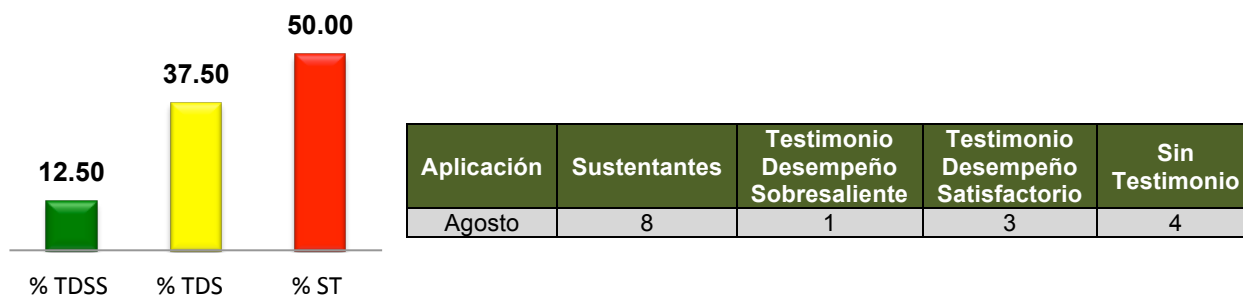 50.00
37.50
12.50
% TDSS % TDS % ST
Aplicación Sustentantes Testimonio Desempeño Sobresaliente Testimonio Desempeño Satisfactorio Sin Testimonio
Agosto 8 1 3 4